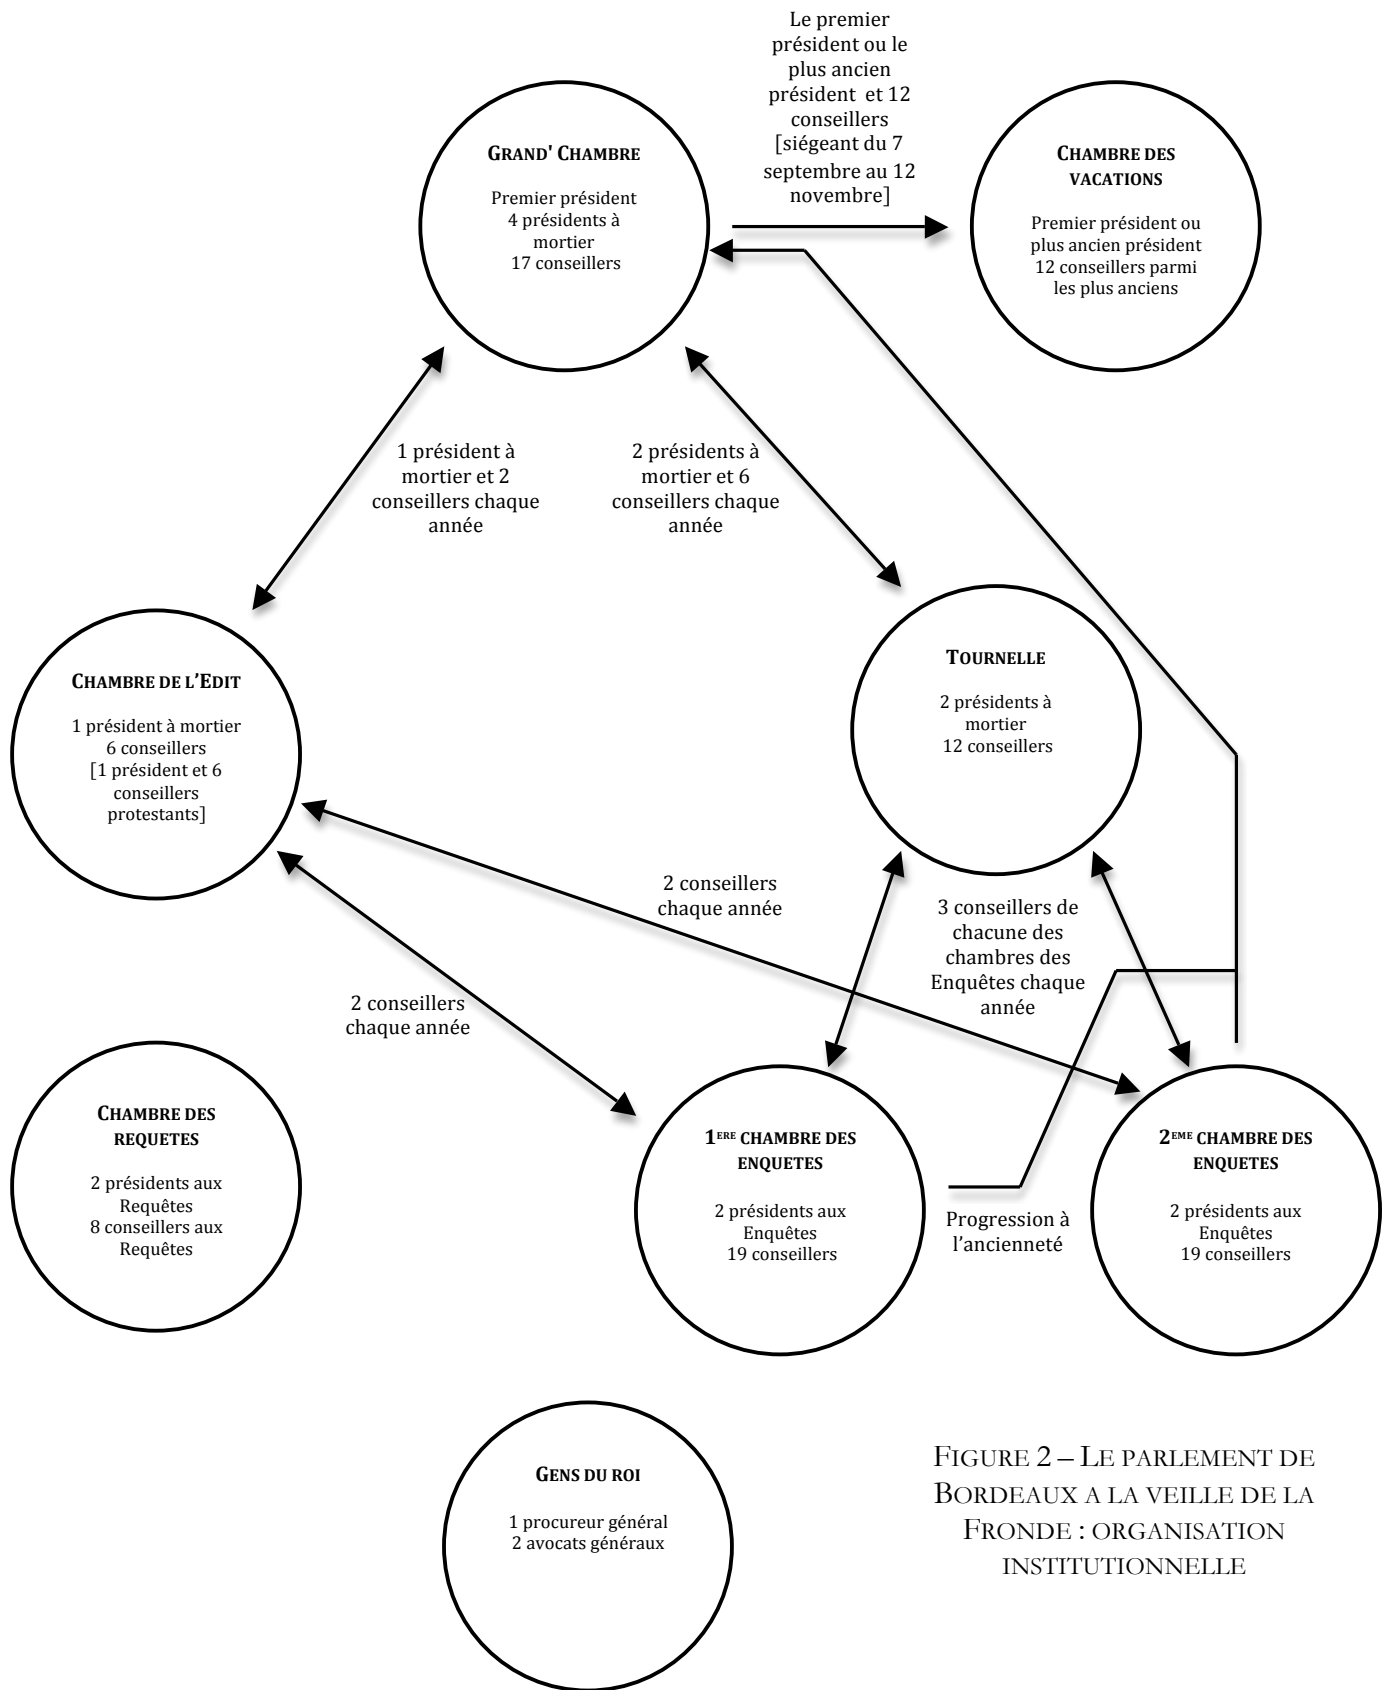 Le premier
président ou le
plus ancien
président et 12
conseillers
[siégeant du 7
septembre au 12
novembre]
GRAND' CHAMBRE
Premier président
4 présidents à
mortier
17 conseillers
CHAMBRE DES
VACATIONS
Premier président ou
plus ancien président
12 conseillers parmi
les plus anciens
1 président à
mortier et 2
conseillers chaque
année
2 présidents à
mortier et 6
conseillers chaque
année
CHAMBRE DE L'EDIT
1 président à mortier
6 conseillers
[1 président et 6
conseillers
protestants]
TOURNELLE
2 présidents à
mortier
12 conseillers
2 conseillers
chaque année
3 conseillers de
chacune des
chambres des
Enquêtes chaque
année
2 conseillers
chaque année
CHAMBRE DES
REQUETES
2 présidents aux
Requêtes
8 conseillers aux
Requêtes
1ERE CHAMBRE DES
ENQUETES
2 présidents aux
Enquêtes
19 conseillers
Progression à
l'ancienneté
2EME CHAMBRE DES
ENQUETES
2 présidents aux
Enquêtes
19 conseillers
GENS DU ROI
1 procureur général
2 avocats généraux
FIGURE 2 – LE PARLEMENT DE
BORDEAUX A LA VEILLE DE LA
FRONDE : ORGANISATION
INSTITUTIONNELLE